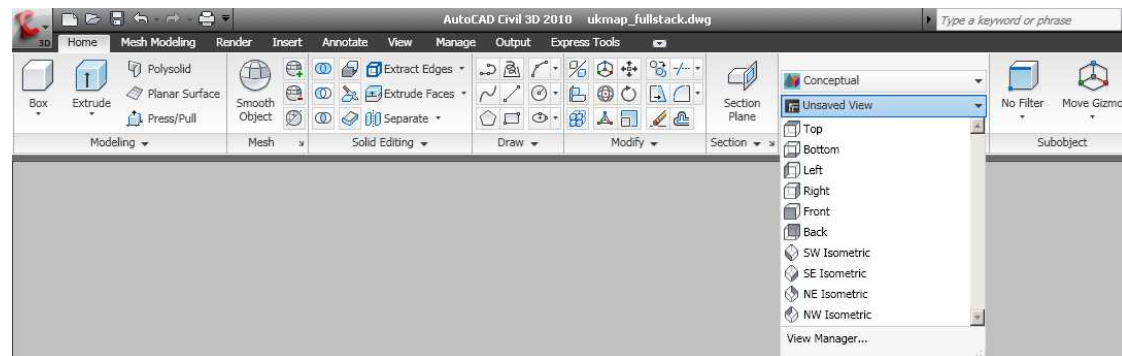 AutoCAD Civil 3D 2010 ukmap_fullstack.dwg
Type a keyword or phrase
3D
Home Mesh Modeling Render Insert Annotate View Manage Output Express Tools
Polysolid
Planar Surface
Press/Pull
Box
Extrude
Smooth
Object
Extract Edges
Extrude Faces
Separate
Section
Plane
Conceptual
Unsaved View
No Filter
Move Gizmo
Modeling
Mesh
Solid Editing
Draw
Modify
Section
Subobject
Top
Bottom
Left
Right
Front
Back
SW Isometric
SE Isometric
NE Isometric
NW Isometric
View Manager...